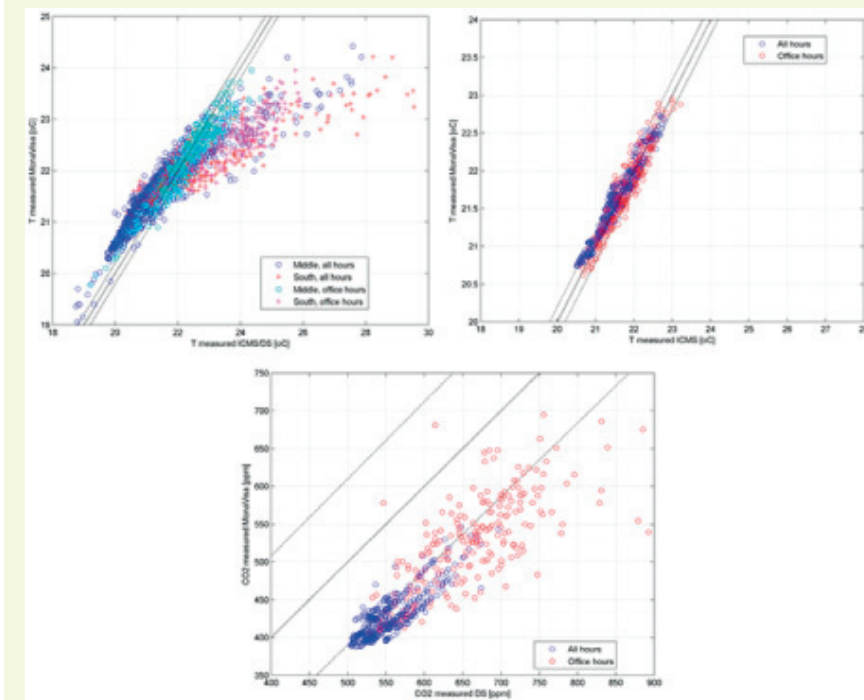 25
24
23
22
21
20
19
18
T measured MonaVisa [oC]
Middle, all hours
South, all hours
Middle, office hours
South, office hours
18 20 22 24 26 28 30
T measured ICMS/DS [oC]
24
23.5
23
22.5
22
21.5
21
20.5
20
T measured MonaVisa [oC]
All hours
Office hours
18 19 20 21 22 23 24 25 26 27
T measured ICMS [oC]
750
700
650
600
550
500
450
400
350
CO2 measured MonaVisa [ppm]
All hours
Office hours
400 450 500 550 600 650 700 750 800 850 900
CO2 measured DS [ppm]